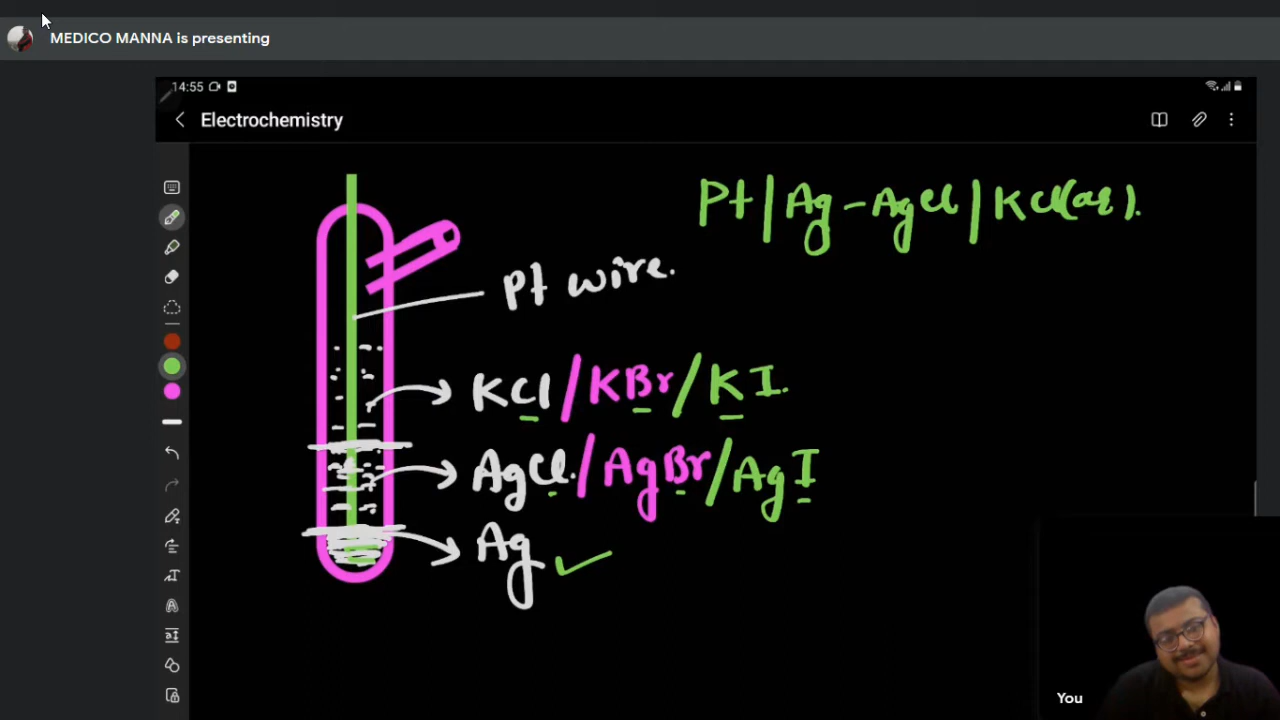 MEDICO MANNA is presenting
14:55
Electrochemistry
Pt | Ag - AgCl | KCl(aq).
Pt wire.
KCl / KBr / KI.
AgCl. / AgBr / AgI
Ag ✓
You